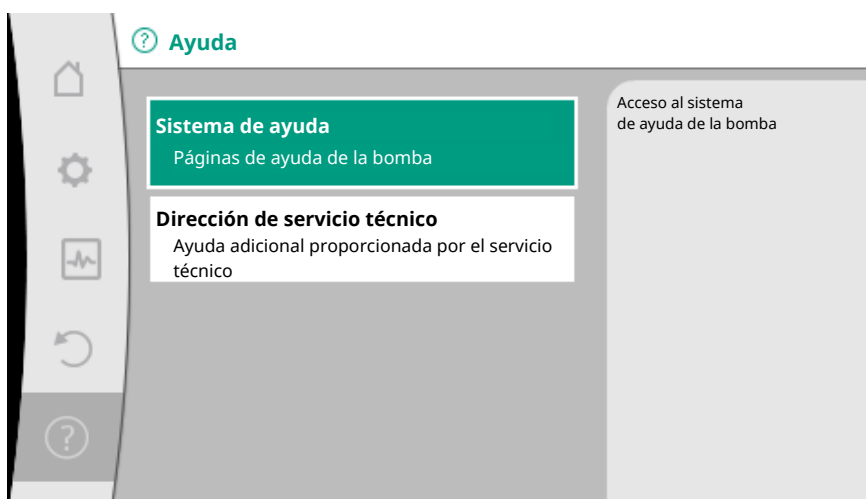 Ayuda
Sistema de ayuda
Páginas de ayuda de la bomba
Dirección de servicio técnico
Ayuda adicional proporcionada por el servicio
técnico
Acceso al sistema
de ayuda de la bomba